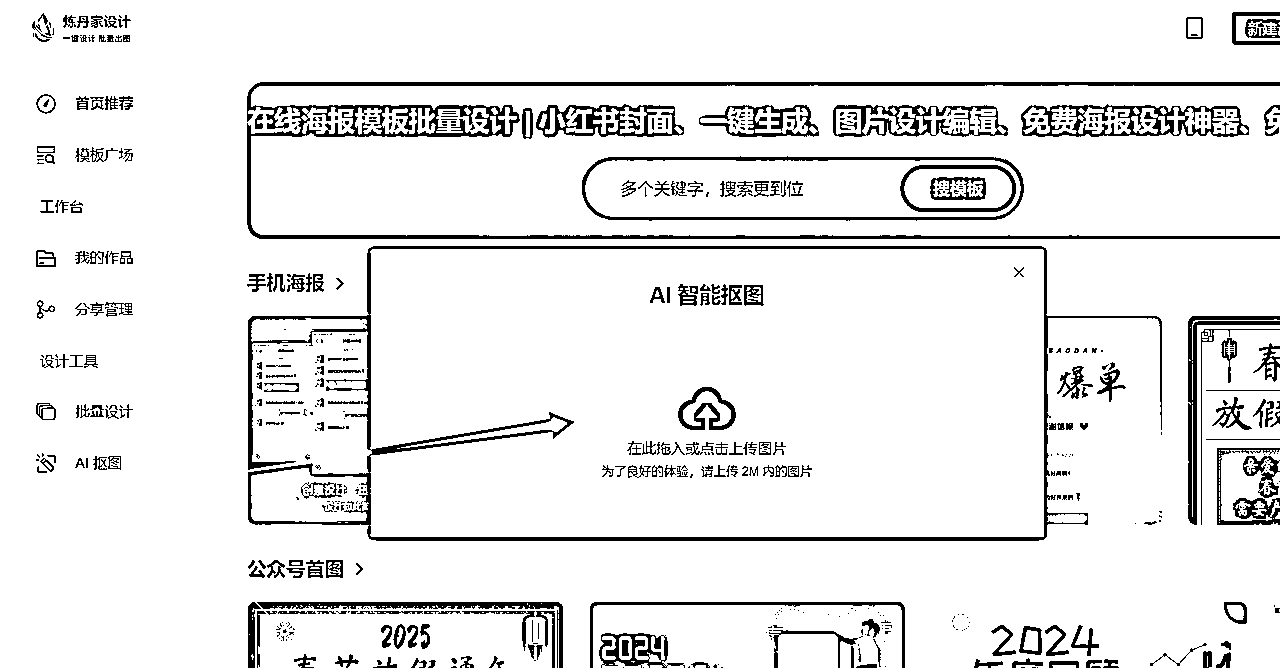 炼丹家设计
一键设计 批量出图
新建
首页推荐
模板广场
工作台
我的作品
分享管理
设计工具
批量设计
AI 抠图
在线海报模板批量设计 | 小红书封面、一键生成、图片设计编辑、免费海报设计神器、免
多个关键字，搜索更到位
搜模板
手机海报
AI 智能抠图
在此拖入或点击上传图片
为了良好的体验，请上传 2M 内的图片
爆单
春
放假
公众号首图
2025
2024
2024